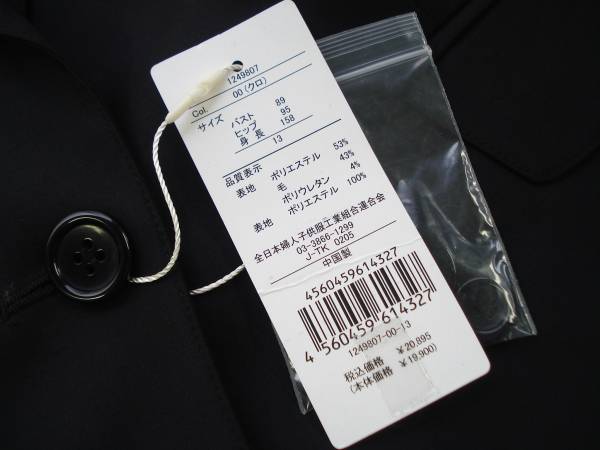 1249807
Col. 00(クロ)
サイズ バスト 89
ヒップ 95
身長 158
13
品質表示
表地 ポリエステル 53%
毛 43%
ポリウレタン 4%
表地 ポリエステル 100%
全日本婦人子供服工業組合連合会
03-3866-1299
J-TK 0205
中国製
4560459614327
4 560459 614327
1249807-00-13
税込価格 ¥20,895
(本体価格 ¥19,900)